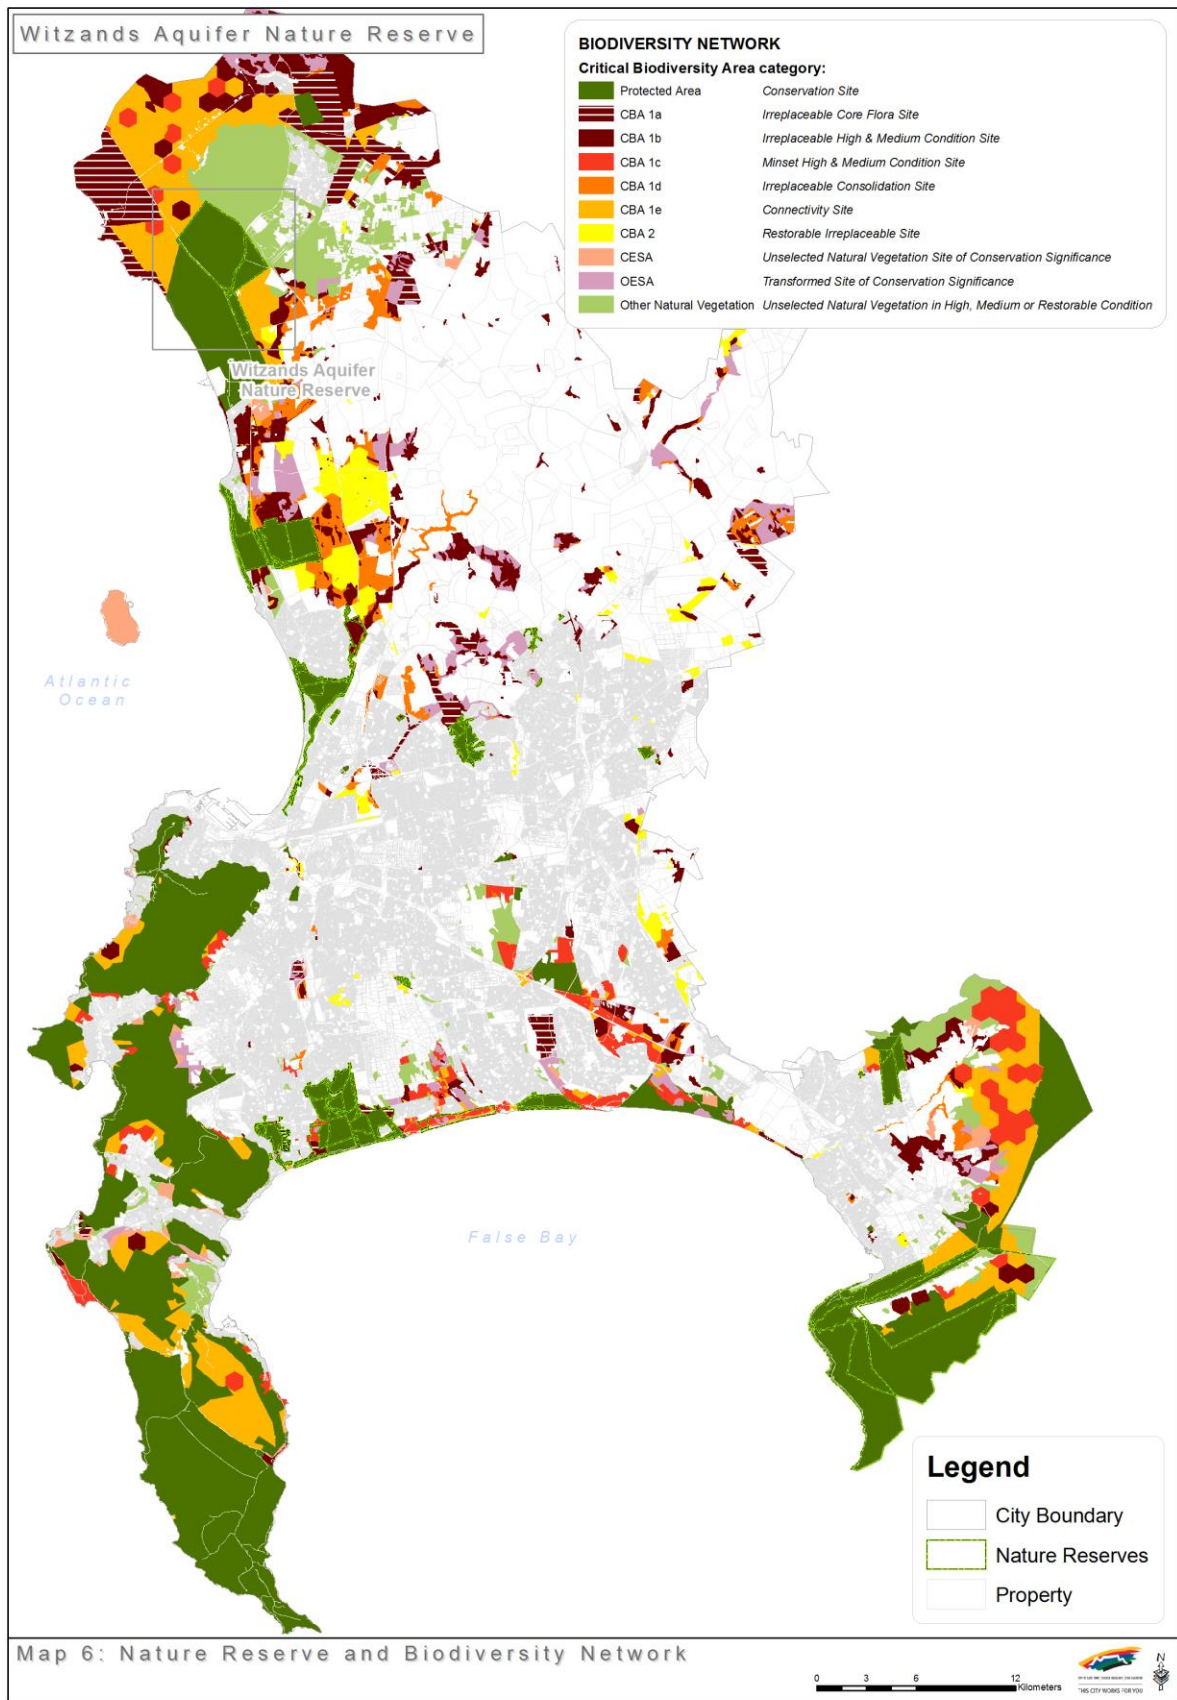 Witzands Aquifer Nature Reserve
BIODIVERSITY NETWORK
Critical Biodiversity Area category:
Protected Area Conservation Site
CBA 1a Irreplaceable Core Flora Site
CBA 1b Irreplaceable High & Medium Condition Site
CBA 1c Minset High & Medium Condition Site
CBA 1d Irreplaceable Consolidation Site
CBA 1e Connectivity Site
CBA 2 Restorable Irreplaceable Site
CESA Unselected Natural Vegetation Site of Conservation Significance
OESA Transformed Site of Conservation Significance
Other Natural Vegetation Unselected Natural Vegetation in High, Medium or Restorable Condition
Witzands Aquifer
Nature Reserve
Atlantic
Ocean
False Bay
Legend
City Boundary
Nature Reserves
Property
Map 6: Nature Reserve and Biodiversity Network
0 3 6 12
Kilometers
THIS CITY WORKS FOR YOU
N